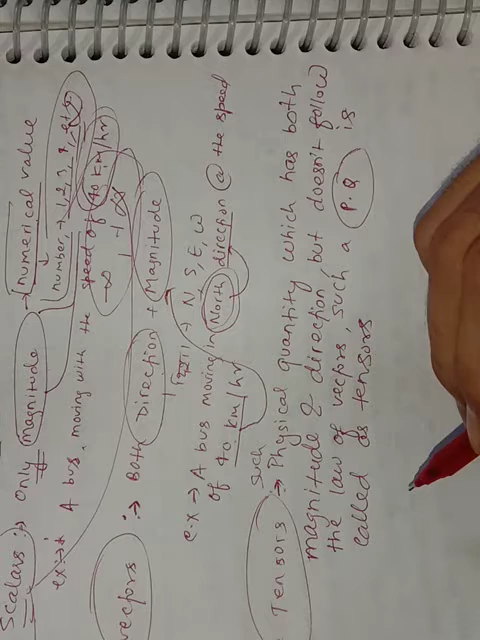 Scalars :→ only magnitude → numerical value
number, → 1, 2, 3, 4, etc
ex:→ A bus moving with the speed of 40 km/hr
-∞ to +∞
vectors :→ Both Direction + Magnitude
दिशा → N, S, E, W
e.x → A bus moving in North direction @ the speed
of 40 km/hr
such
Tensors :→ Physical quantity which has both
magnitude & direction, but doesn't follow
the law of vectors, such a P.Q is
called as tensors